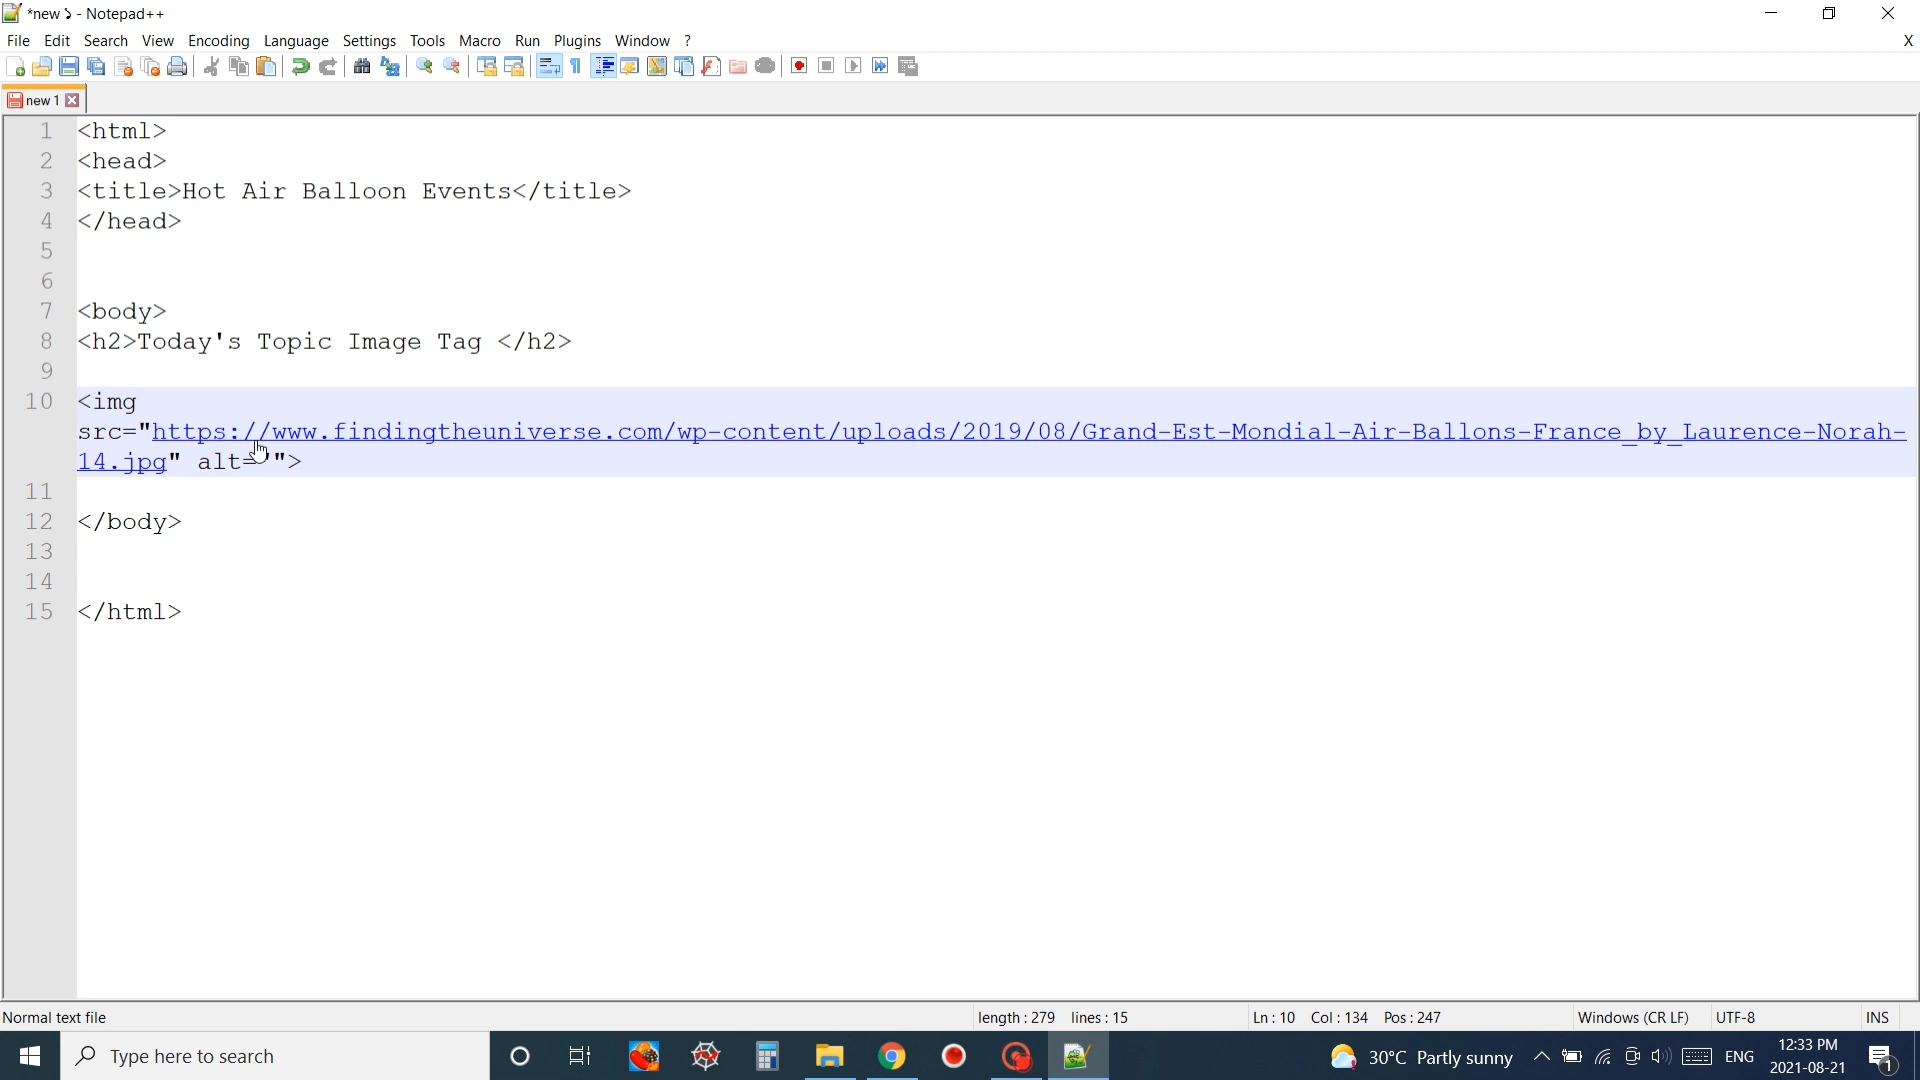 *new - Notepad++
File Edit Search View Encoding Language Settings Tools Macro Run Plugins Window ? X
new 1
1 <html>
2 <head>
3 <title>Hot Air Balloon Events</title>
4 </head>
5
6
7 <body>
8 <h2>Today's Topic Image Tag </h2>
9
10 <img
src="https://www.findingtheuniverse.com/wp-content/uploads/2019/08/Grand-Est-Mondial-Air-Ballons-France_by_Laurence-Norah-
14.jpg" alt="">
11
12 </body>
13
14
15 </html>
Normal text file length : 279 lines : 15 Ln : 10 Col : 134 Pos : 247 Windows (CR LF) UTF-8 INS
Type here to search 30°C Partly sunny ENG 12:33 PM
2021-08-21 1